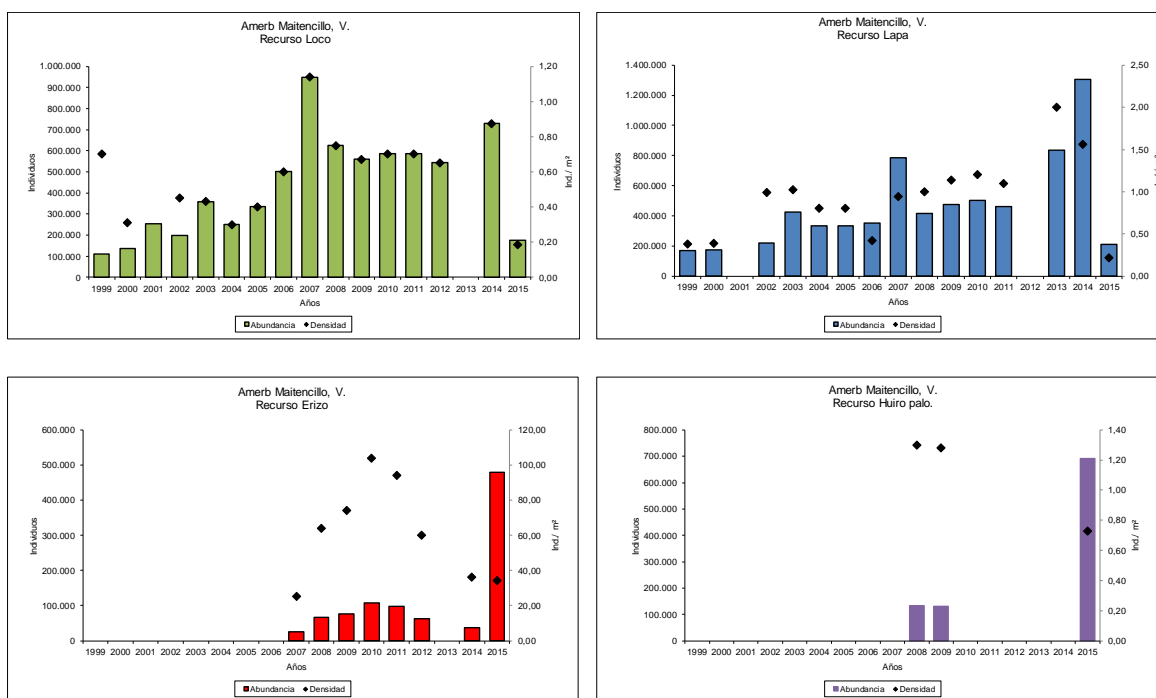 Amerb Maitencillo, V.
Recurso Loco
1.000.000
900.000
800.000
700.000
600.000
500.000
400.000
300.000
200.000
100.000
0
Individuos
1,20
1,00
0,80
0,60
0,40
0,20
0,00
Ind./ m²
1999 2000 2001 2002 2003 2004 2005 2006 2007 2008 2009 2010 2011 2012 2013 2014 2015
Años
Abundancia Densidad
Amerb Maitencillo, V.
Recurso Lapa
1.400.000
1.200.000
1.000.000
800.000
600.000
400.000
200.000
0
Individuos
2,50
2,00
1,50
1,00
0,50
0,00
1999 2000 2001 2002 2003 2004 2005 2006 2007 2008 2009 2010 2011 2012 2013 2014 2015
Años
Abundancia Densidad
Amerb Maitencillo, V.
Recurso Erizo
600.000
500.000
400.000
300.000
200.000
100.000
0
Individuos
120,00
100,00
80,00
60,00
40,00
20,00
0,00
Ind./ m²
1999 2000 2001 2002 2003 2004 2005 2006 2007 2008 2009 2010 2011 2012 2013 2014 2015
Años
Abundancia Densidad
Amerb Maitencillo, V.
Recurso Huiro palo.
800.000
700.000
600.000
500.000
400.000
300.000
200.000
100.000
0
Individuos
1,40
1,20
1,00
0,80
0,60
0,40
0,20
0,00
Ind./ m²
1999 2000 2001 2002 2003 2004 2005 2006 2007 2008 2009 2010 2011 2012 2013 2014 2015
Años
Abundancia Densidad